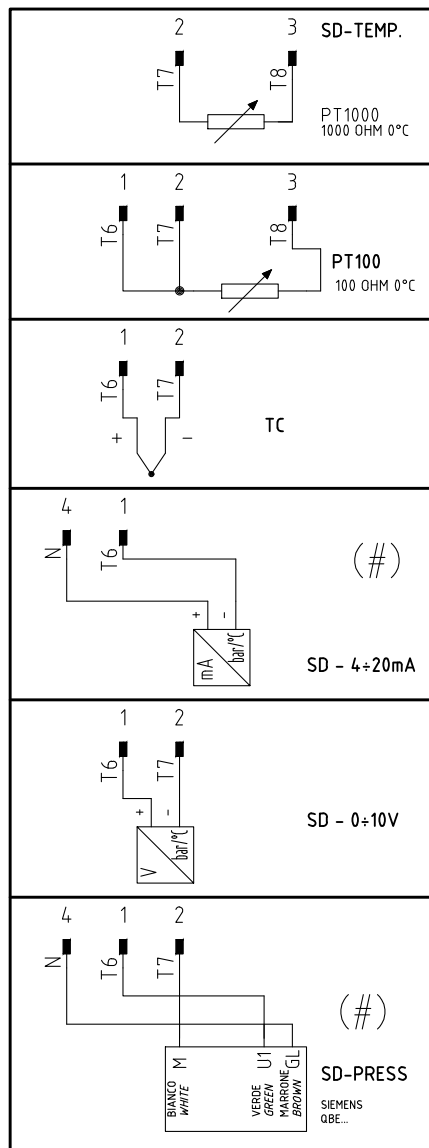 2 3 SD-TEMP.
T7 T8
PT1000
1000 OHM 0°C
1 2 3
T6 T7 T8
PT100
100 OHM 0°C
1 2
T6 T7
+ -
TC
4 1
N T6
(#)
+ -
mA bar/°C
SD - 4÷20mA
1 2
T6 T7
+ -
V bar/°C
SD - 0÷10V
4 1 2
N T6 T7
(#)
M U1 GL
BIANCO VERDE MARRONE
WHITE GREEN BROWN
SD-PRESS
SIEMENS
QBE...